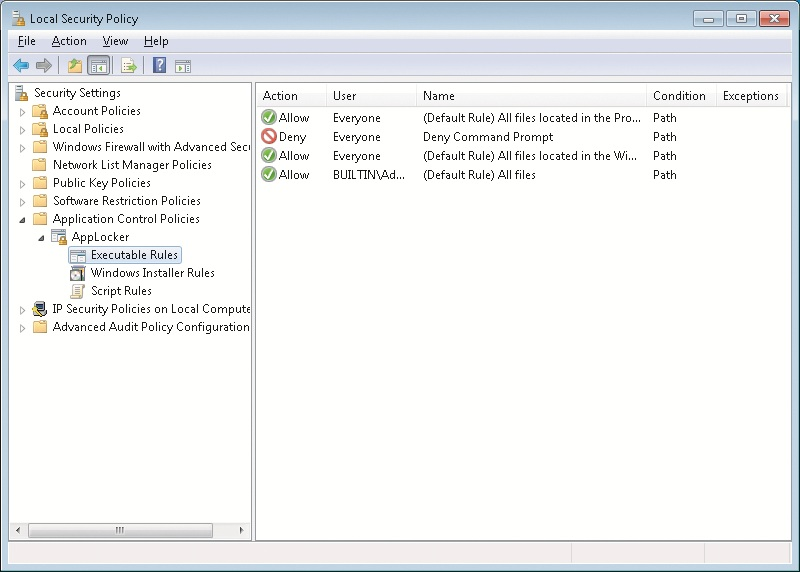 Local Security Policy
File Action View Help
Security Settings
Account Policies
Local Policies
Windows Firewall with Advanced Secu
Network List Manager Policies
Public Key Policies
Software Restriction Policies
Application Control Policies
AppLocker
Executable Rules
Windows Installer Rules
Script Rules
IP Security Policies on Local Compute
Advanced Audit Policy Configuration
Action User Name Condition Exceptions
Allow Everyone (Default Rule) All files located in the Pro... Path
Deny Everyone Deny Command Prompt Path
Allow Everyone (Default Rule) All files located in the Wi... Path
Allow BUILTIN\Ad... (Default Rule) All files Path